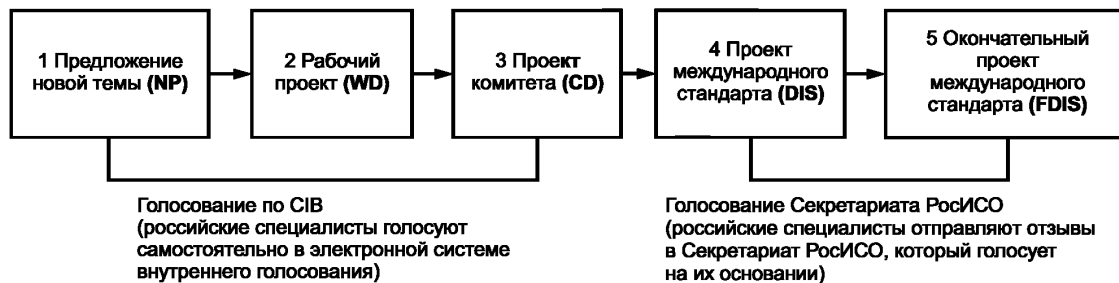 1 Предложение
новой темы (NP)
2 Рабочий
проект (WD)
3 Проект
комитета (CD)
4 Проект
международного
стандарта (DIS)
5 Окончательный
проект
международного
стандарта (FDIS)
Голосование по CIB
(российские специалисты голосуют
самостоятельно в электронной системе
внутреннего голосования)
Голосование Секретариата РосИСО
(российские специалисты отправляют отзывы
в Секретариат РосИСО, который голосует
на их основании)